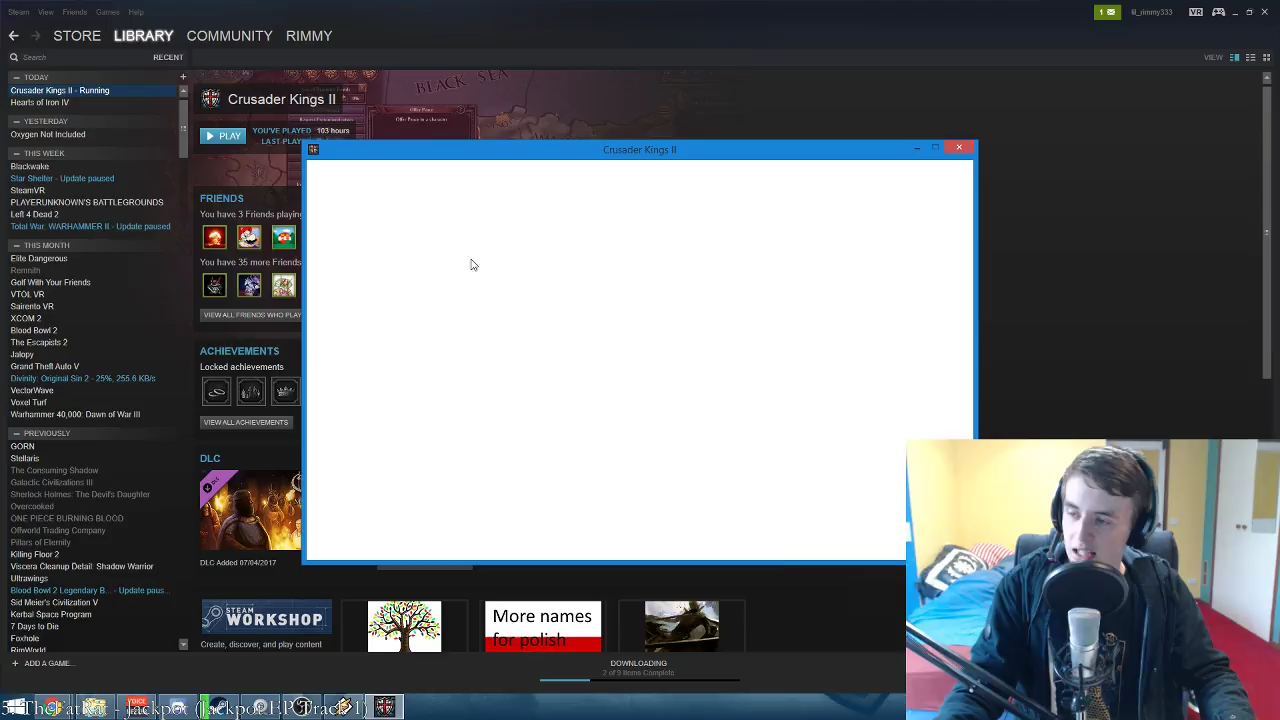 Steam View Friends Games Help
1
lil_rimmy333
VR
STORE LIBRARY COMMUNITY RIMMY
Search
RECENT
VIEW
TODAY
Crusader Kings II - Running
Hearts of Iron IV
YESTERDAY
Oxygen Not Included
THIS WEEK
Blackwake
Star Shelter - Update paused
SteamVR
PLAYERUNKNOWN'S BATTLEGROUNDS
Left 4 Dead 2
Total War: WARHAMMER II - Update paused
THIS MONTH
Elite Dangerous
Remnith
Golf With Your Friends
VTOL VR
Sairento VR
XCOM 2
Blood Bowl 2
The Escapists 2
Jalopy
Grand Theft Auto V
Divinity: Original Sin 2 - 25%, 255.6 KB/s
VectorWave
Voxel Turf
Warhammer 40,000: Dawn of War III
PREVIOUSLY
GORN
Stellaris
The Consuming Shadow
Galactic Civilizations III
Sherlock Holmes: The Devil's Daughter
Overcooked
ONE PIECE BURNING BLOOD
Offworld Trading Company
Pillars of Eternity
Killing Floor 2
Viscera Cleanup Detail: Shadow Warrior
Ultrawings
Blood Bowl 2 Legendary B... - Update paus...
Sid Meier's Civilization V
Kerbal Space Program
7 Days to Die
Foxhole
RimWorld
ADD A GAME...
BLACK SEA
Offer Peace
Crusader Kings II
PLAY
YOU'VE PLAYED 103 hours
LAST PLAY
Crusader Kings II
FRIENDS
You have 3 Friends playing
You have 35 more Friends
VIEW ALL FRIENDS WHO PLAY
ACHIEVEMENTS
Locked achievements
VIEW ALL ACHIEVEMENTS
DLC
DLC Added 07/04/2017
STEAM WORKSHOP
Create, discover, and play content
More names
for polish
DOWNLOADING
2 of 9 Items Complete